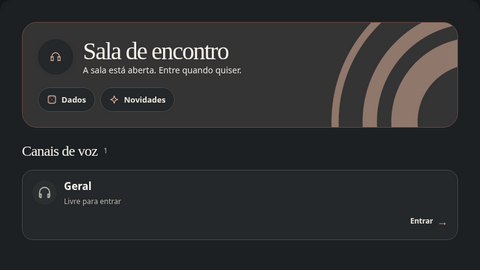 Sala de encontro
A sala está aberta. Entre quando quiser.
Dados
Novidades
Canais de voz 1
Geral
Livre para entrar
Entrar →